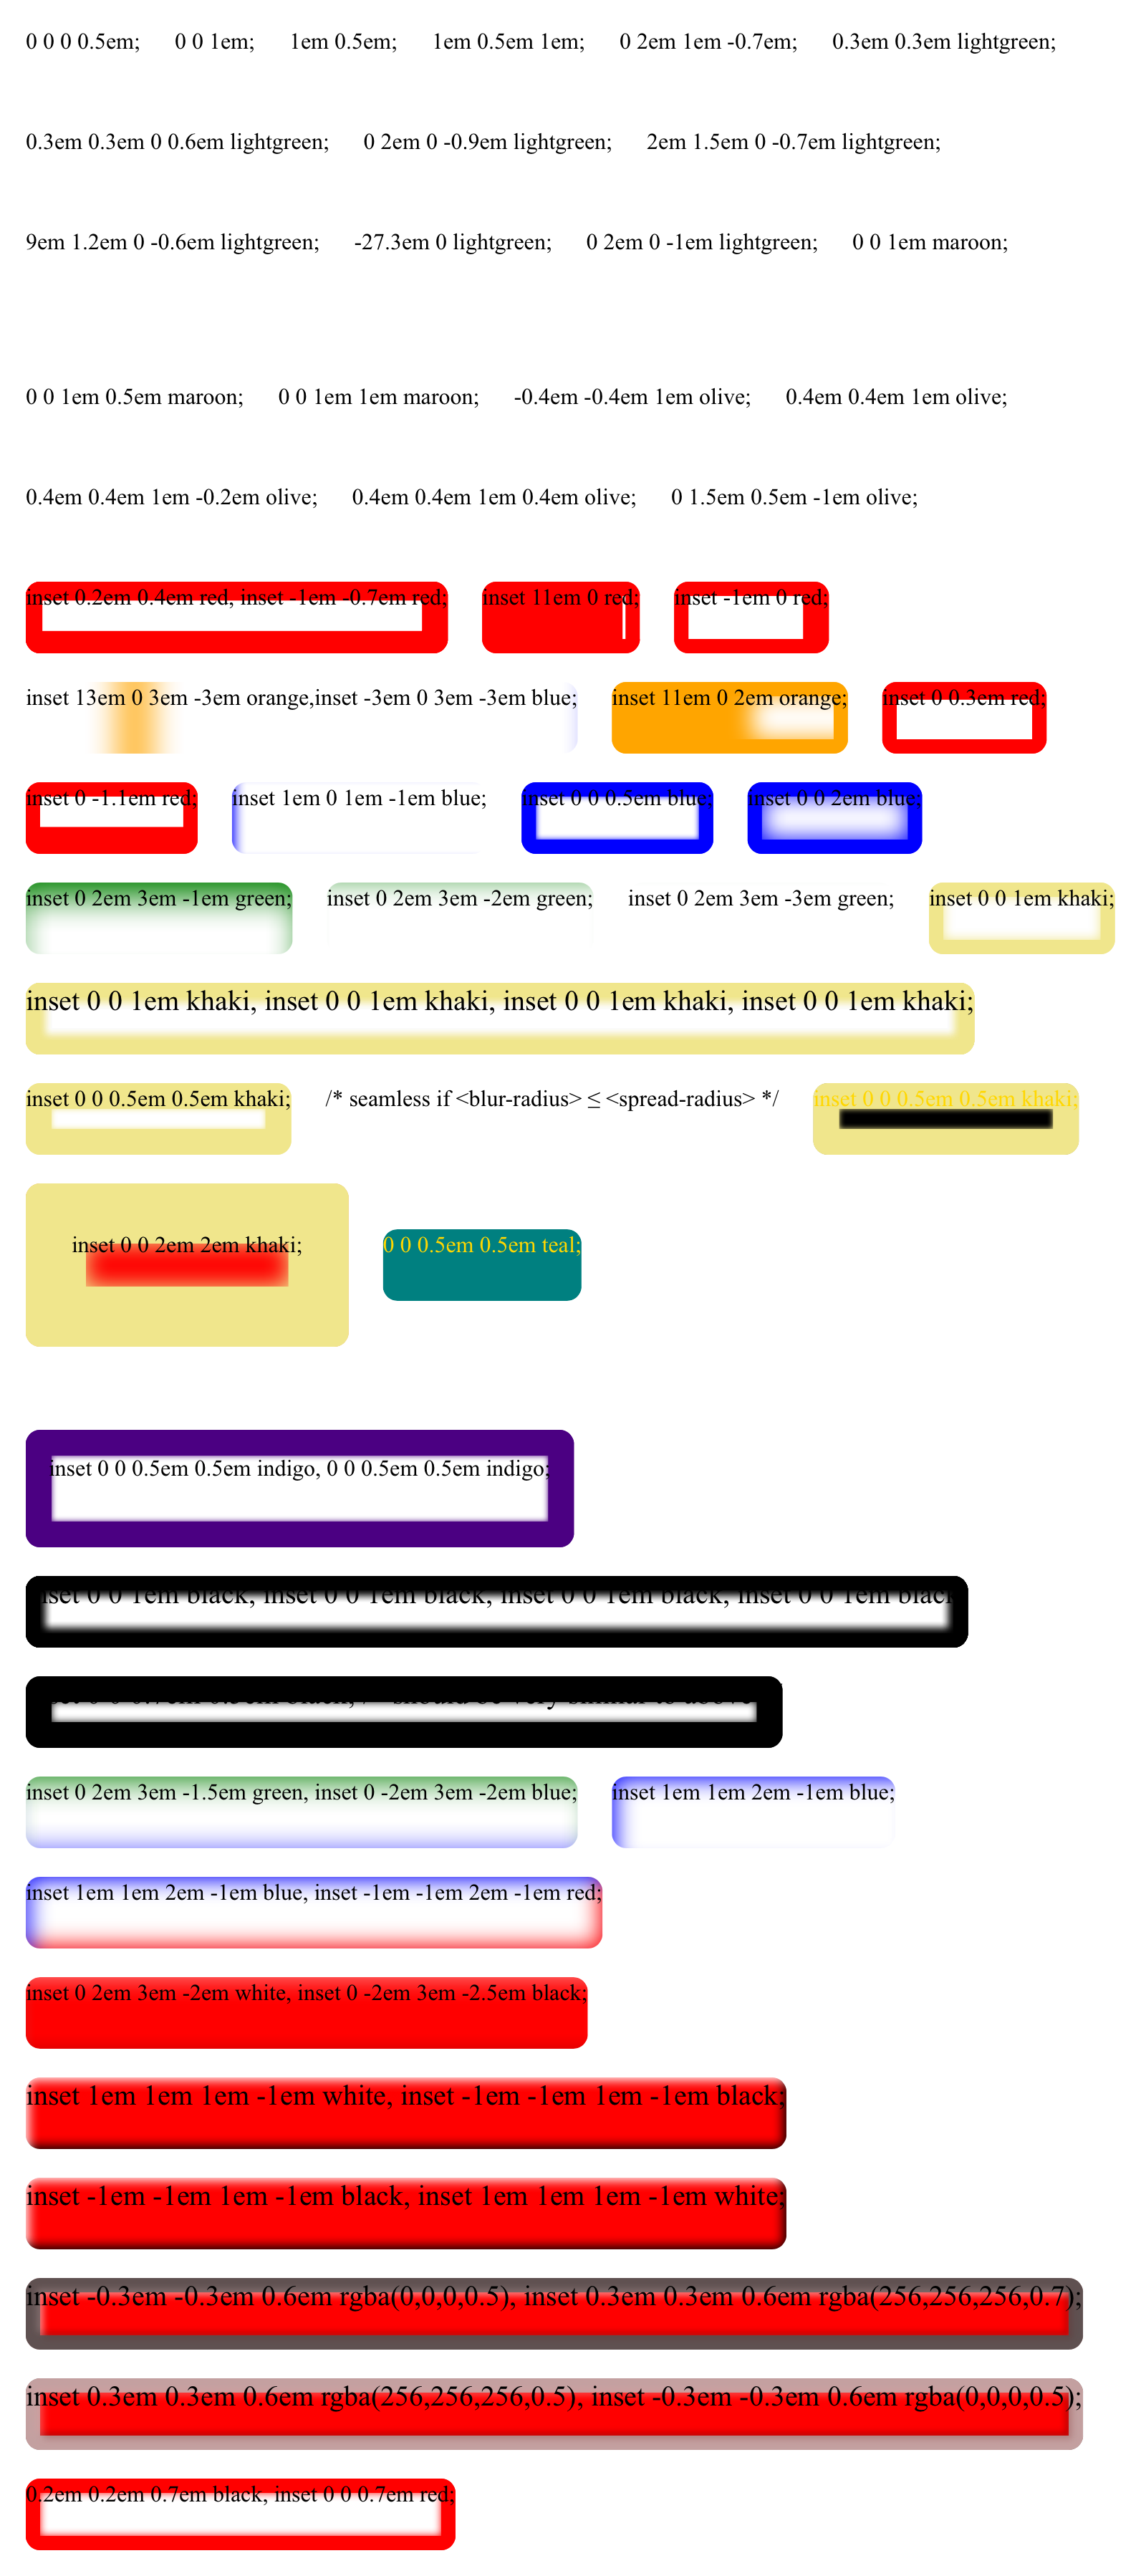 0 0 0 0.5em; 0 0 1em; 1em 0.5em; 1em 0.5em 1em; 0 2em 1em -0.7em; 0.3em 0.3em lightgreen;
0.3em 0.3em 0 0.6em lightgreen; 0 2em 0 -0.9em lightgreen; 2em 1.5em 0 -0.7em lightgreen;
9em 1.2em 0 -0.6em lightgreen; -27.3em 0 lightgreen; 0 2em 0 -1em lightgreen; 0 0 1em maroon;
0 0 1em 0.5em maroon; 0 0 1em 1em maroon; -0.4em -0.4em 1em olive; 0.4em 0.4em 1em olive;
0.4em 0.4em 1em -0.2em olive; 0.4em 0.4em 1em 0.4em olive; 0 1.5em 0.5em -1em olive;
inset 0.2em 0.4em red, inset -1em -0.7em red; inset 11em 0 red; inset -1em 0 red;
inset 13em 0 3em -3em orange,inset -3em 0 3em -3em blue; inset 11em 0 2em orange; inset 0 0 0.3em red;
inset 0 -1.1em red; inset 1em 0 1em -1em blue; inset 0 0 0.5em blue; inset 0 0 2em blue;
inset 0 2em 3em -1em green; inset 0 2em 3em -2em green; inset 0 2em 3em -3em green; inset 0 0 1em khaki;
inset 0 0 1em khaki, inset 0 0 1em khaki, inset 0 0 1em khaki, inset 0 0 1em khaki;
inset 0 0 0.5em 0.5em khaki; /* seamless if <blur-radius> ≤ <spread-radius> */ inset 0 0 0.5em 0.5em khaki;
inset 0 0 2em 2em khaki; 0 0 0.5em 0.5em teal;
inset 0 0 0.5em 0.5em indigo, 0 0 0.5em 0.5em indigo;
inset 0 0 1em black, inset 0 0 1em black, inset 0 0 1em black, inset 0 0 1em black
should be very similar to above
inset 0 2em 3em -1.5em green, inset 0 -2em 3em -2em blue; inset 1em 1em 2em -1em blue;
inset 1em 1em 2em -1em blue, inset -1em -1em 2em -1em red;
inset 0 2em 3em -2em white, inset 0 -2em 3em -2.5em black;
inset 1em 1em 1em -1em white, inset -1em -1em 1em -1em black;
inset -1em -1em 1em -1em black, inset 1em 1em 1em -1em white;
inset -0.3em -0.3em 0.6em rgba(0,0,0,0.5), inset 0.3em 0.3em 0.6em rgba(256,256,256,0.7);
inset 0.3em 0.3em 0.6em rgba(256,256,256,0.5), inset -0.3em -0.3em 0.6em rgba(0,0,0,0.5);
0.2em 0.2em 0.7em black, inset 0 0 0.7em red;